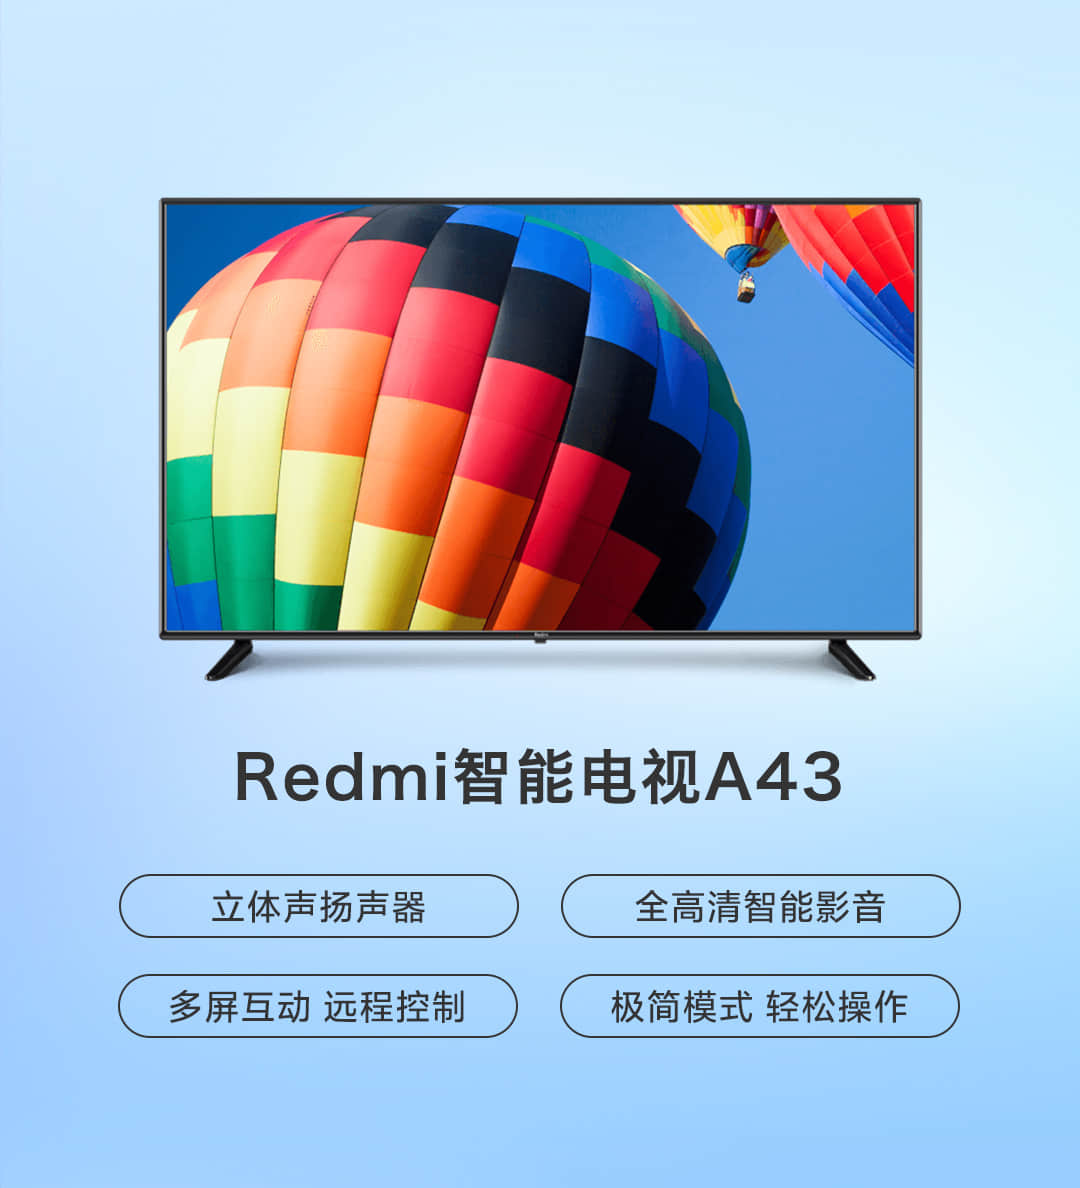 Redmi
Redmi智能电视A43
立体声扬声器
全高清智能影音
多屏互动 远程控制
极简模式 轻松操作